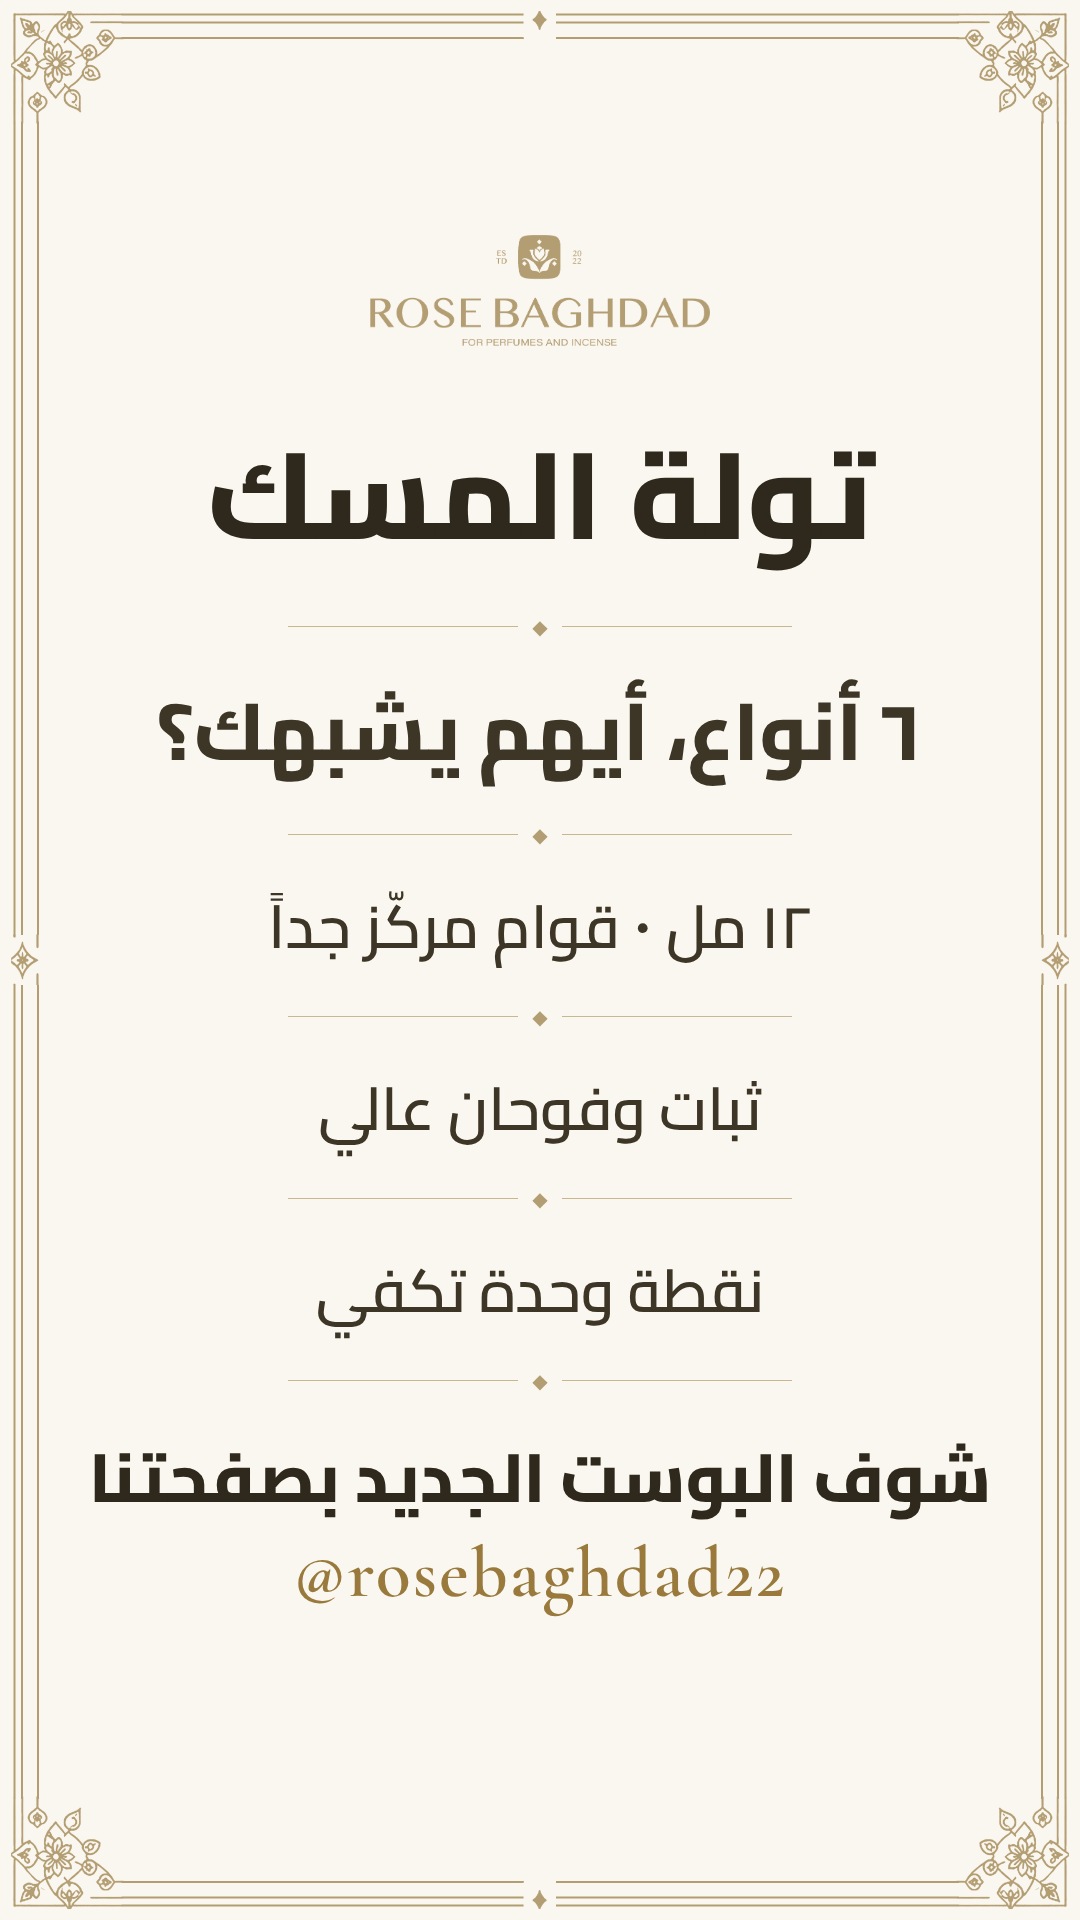 ES TD 20 22
ROSE BAGHDAD
FOR PERFUMES AND INCENSE
تولة المسك
٦ أنواع، أيهم يشبهك؟
١٢ مل • قوام مركّز جداً
ثبات وفوحان عالي
نقطة وحدة تكفي
شوف البوست الجديد بصفحتنا
@rosebaghdad22